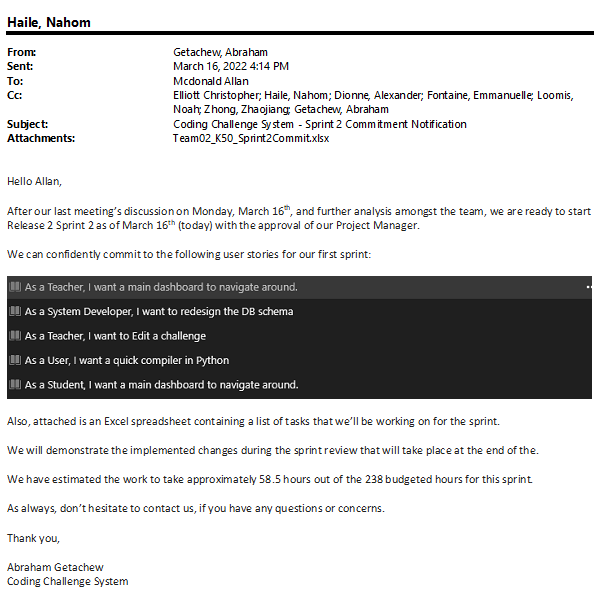 Haile, Nahom
From: Getachew, Abraham
Sent: March 16, 2022 4:14 PM
To: Mcdonald Allan
Cc: Elliott Christopher; Haile, Nahom; Dionne, Alexander; Fontaine, Emmanuelle; Loomis,
Noah; Zhong, Zhaojiang; Getachew, Abraham
Subject: Coding Challenge System - Sprint 2 Commitment Notification
Attachments: Team02_K50_Sprint2Commit.xlsx
Hello Allan,
After our last meeting's discussion on Monday, March 16th, and further analysis amongst the team, we are ready to start
Release 2 Sprint 2 as of March 16th (today) with the approval of our Project Manager.
We can confidently commit to the following user stories for our first sprint:
As a Teacher, I want a main dashboard to navigate around.
As a System Developer, I want to redesign the DB schema
As a Teacher, I want to Edit a challenge
As a User, I want a quick compiler in Python
As a Student, I want a main dashboard to navigate around.
Also, attached is an Excel spreadsheet containing a list of tasks that we'll be working on for the sprint.
We will demonstrate the implemented changes during the sprint review that will take place at the end of the.
We have estimated the work to take approximately 58.5 hours out of the 238 budgeted hours for this sprint.
As always, don't hesitate to contact us, if you have any questions or concerns.
Thank you,
Abraham Getachew
Coding Challenge System